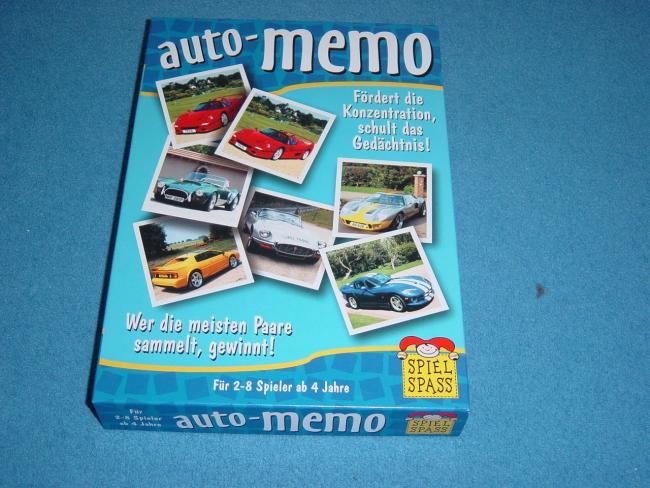 auto-memo
Fördert die
Konzentration,
schult das
Gedächtnis!
Wer die meisten Paare
sammelt, gewinnt!
Für 2-8 Spieler ab 4 Jahre
SPIEL
SPASS
Für
2-8 Spieler
ab 4 Jahre
auto-memo
SPIEL
SPASS